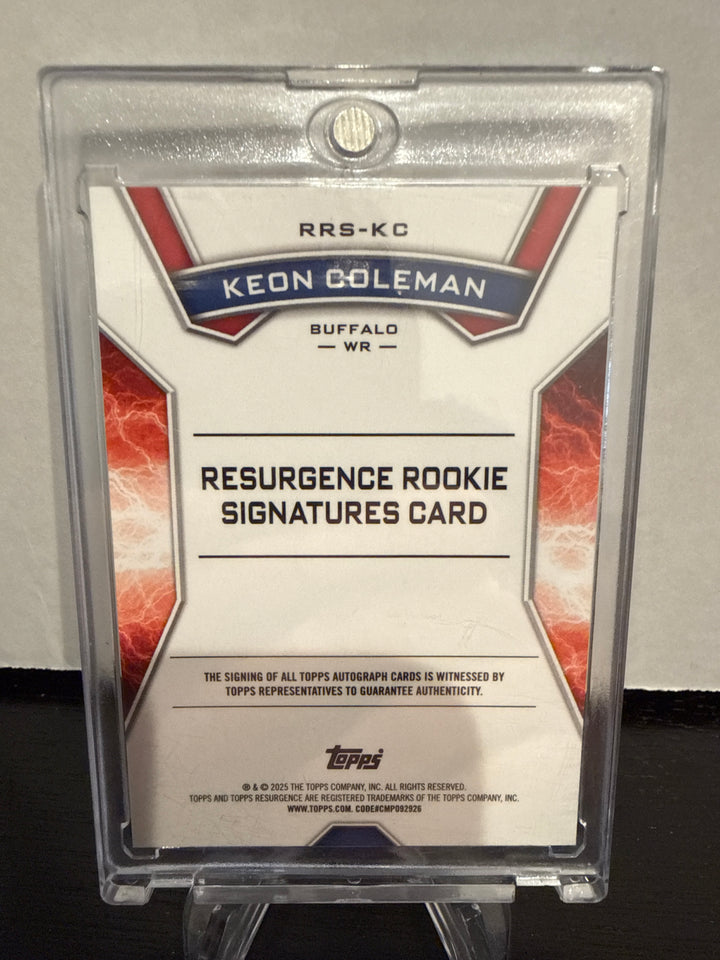 RRS-KC
KEON COLEMAN
BUFFALO
— WR —
RESURGENCE ROOKIE
SIGNATURES CARD
THE SIGNING OF ALL TOPPS AUTOGRAPH CARDS IS WITNESSED BY
TOPPS REPRESENTATIVES TO GUARANTEE AUTHENTICITY.
Topps
® & © 2025 THE TOPPS COMPANY, INC. ALL RIGHTS RESERVED.
TOPPS AND TOPPS RESURGENCE ARE REGISTERED TRADEMARKS OF THE TOPPS COMPANY, INC.
WWW.TOPPS.COM. CODE#CMP092926